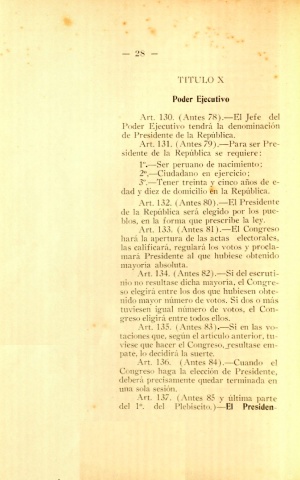 — 28 —
TITULO X
Poder Ejecutivo
Art. 130. (Antes 78).—El Jefe del
Poder Ejecutivo tendrá la denominación
de Presidente de la República.
Art. 131. (Antes 79).—Para ser Pre-
sidente de la República se requiere:
1º.—Ser peruano de nacimiento;
2º.—Ciudadano en ejercicio;
3º.—Tener treinta y cinco años de e-
dad y diez de domicilio en la República.
Art. 132. (Antes 80).—El Presidente
de la República será elegido por los pue-
blos, en la forma que prescribe la ley.
Art. 133. (Antes 81).—El Congreso
hará la apertura de las actas electorales,
las calificará, regulará los votos y procla-
mará Presidente al que hubiese obtenido
mayoría absoluta.
Art. 134. (Antes 82).—Si del escruti-
nio no resultase dicha mayoría, el Congre-
so elegirá entre los dos que hubiesen obte-
nido mayor número de votos. Si dos o más
tuviesen igual número de votos, el Con-
greso eligirá entre todos ellos.
Art. 135. (Antes 83).—Si en las vo-
taciones que, según el artículo anterior, tu-
viese que hacer el Congreso, resultase em-
pate, lo decidirá la suerte.
Art. 136. (Antes 84).—Cuando el
Congreso haga la elección de Presidente,
deberá precisamente quedar terminada en
una sola sesión.
Art. 137. (Antes 85 y última parte
del 1º. del Plebiscito).—El Presiden-